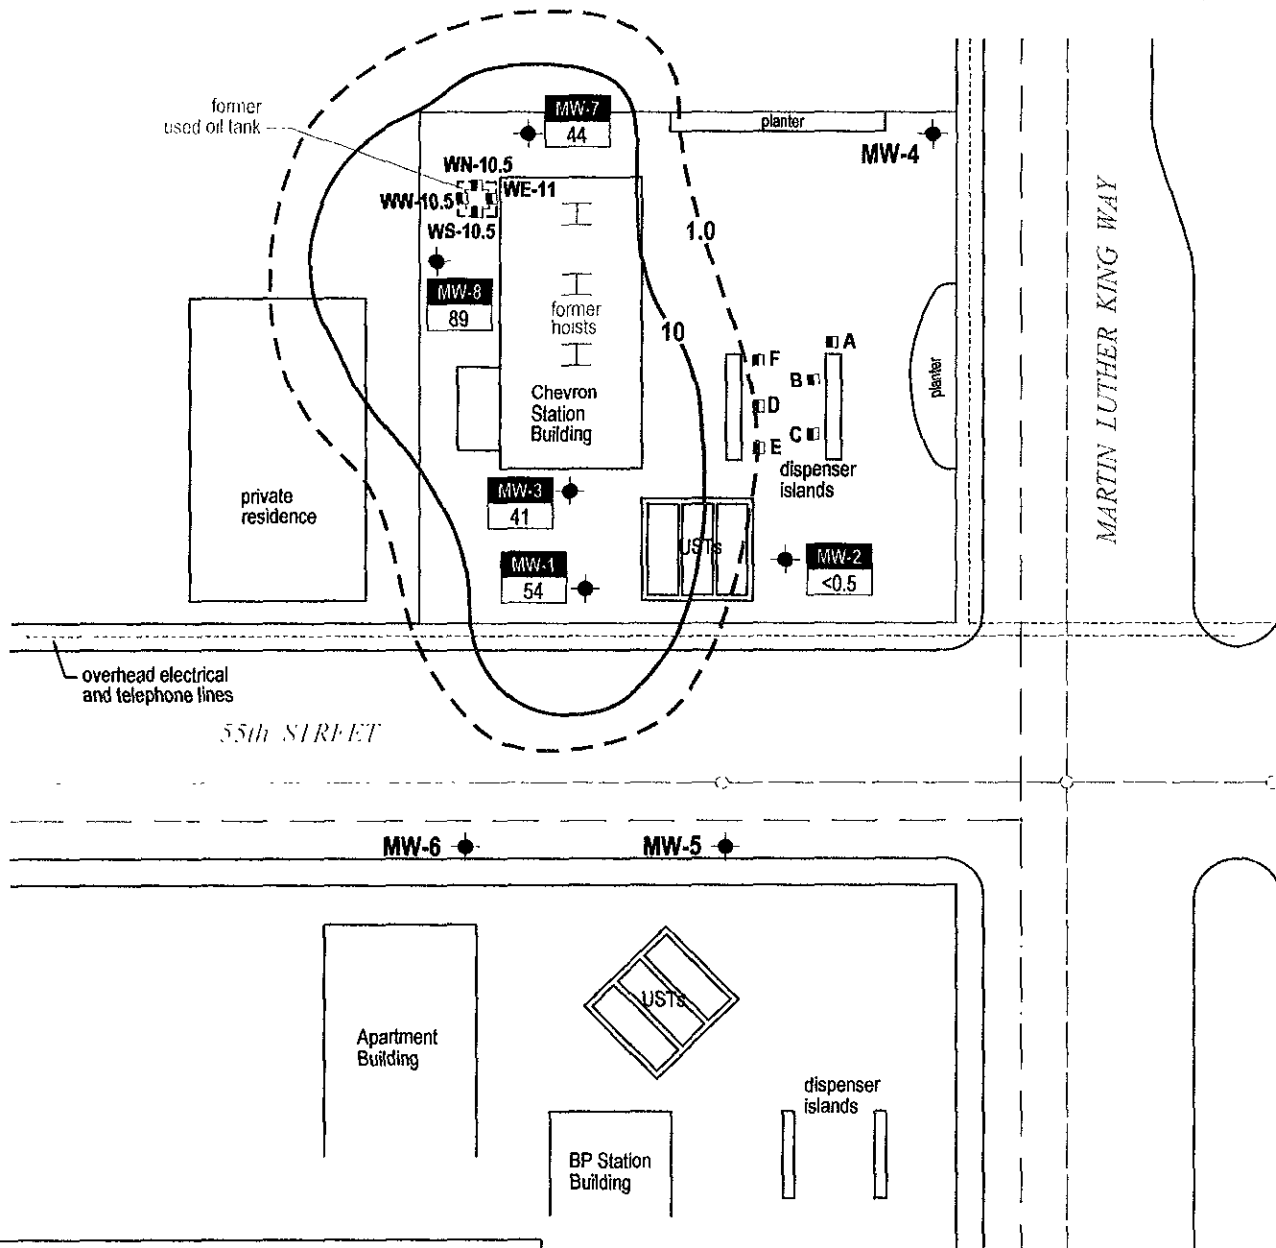 former
used oil tank
MW-7
44
planter
MW-4
WN-10.5
WW-10.5
WE-11
WS-10.5
MW-8
89
former
hoists
1.0
10
MARTIN LUTHER KING WAY
planter
A
F
B
D
C
E
dispenser
islands
Chevron
Station
Building
private
residence
MW-3
41
USTs
MW-1
54
MW-2
<0.5
overhead electrical
and telephone lines
55th STREET
MW-6
MW-5
USTs
Apartment
Building
dispenser
islands
BP Station
Building